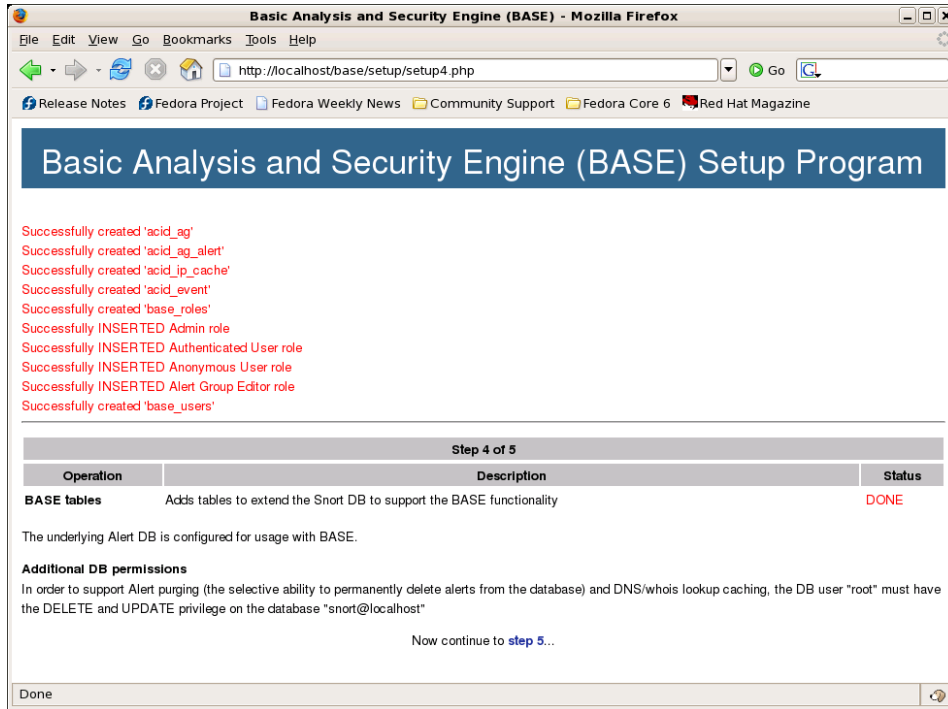 Basic Analysis and Security Engine (BASE) - Mozilla Firefox
File Edit View Go Bookmarks Tools Help
http://localhost/base/setup/setup4.php Go G
Release Notes Fedora Project Fedora Weekly News Community Support Fedora Core 6 Red Hat Magazine
Basic Analysis and Security Engine (BASE) Setup Program
Successfully created 'acid_ag'
Successfully created 'acid_ag_alert'
Successfully created 'acid_ip_cache'
Successfully created 'acid_event'
Successfully created 'base_roles'
Successfully INSERTED Admin role
Successfully INSERTED Authenticated User role
Successfully INSERTED Anonymous User role
Successfully INSERTED Alert Group Editor role
Successfully created 'base_users'
Step 4 of 5
Operation Description Status
BASE tables Adds tables to extend the Snort DB to support the BASE functionality DONE
The underlying Alert DB is configured for usage with BASE.
Additional DB permissions
In order to support Alert purging (the selective ability to permanently delete alerts from the database) and DNS/whois lookup caching, the DB user "root" must have
the DELETE and UPDATE privilege on the database "snort@localhost"
Now continue to step 5...
Done